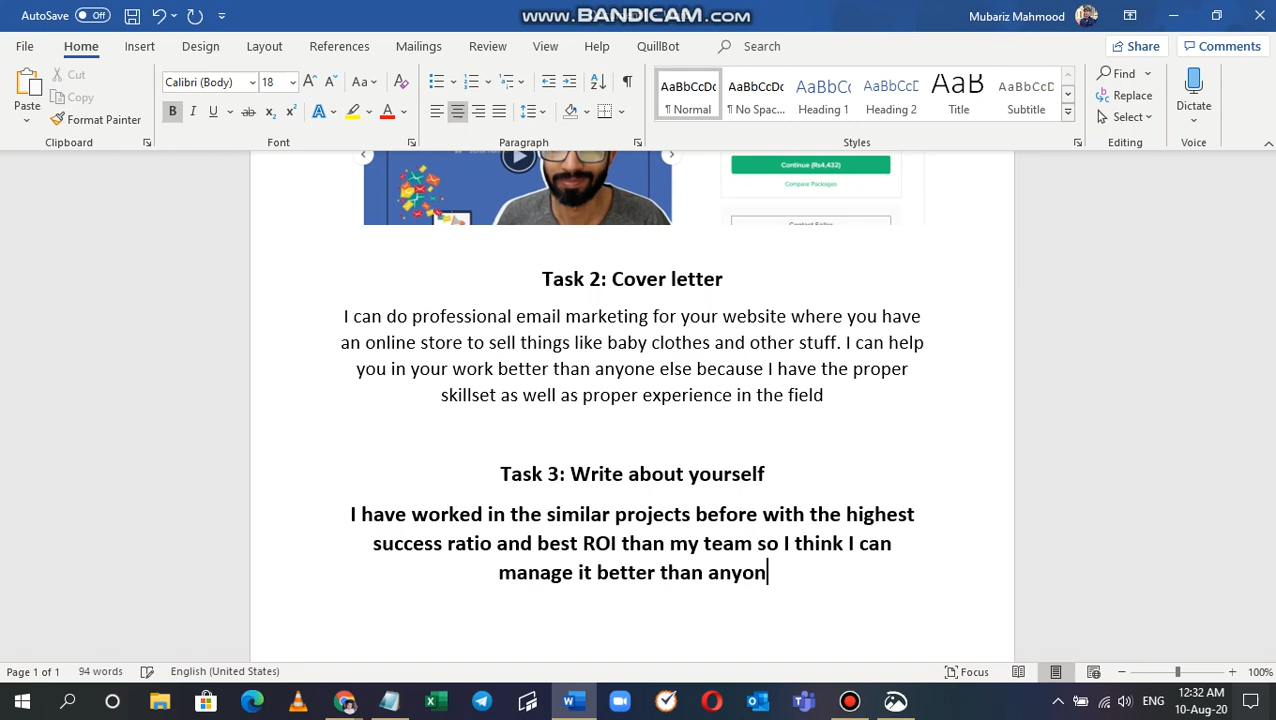 www.BANDICAM.com
AutoSave Off Mubariz Mahmood
File Home Insert Design Layout References Mailings Review View Help QuillBot Search Share Comments
Paste Cut Copy Format Painter
Calibri (Body) 18
AaBbCcDc ¶ Normal AaBbCcDc ¶ No Spac... AaBbCc Heading 1 AaBbCcD Heading 2 AaB Title AaBbCcD Subtitle
Find Replace Select Dictate
Clipboard Font Paragraph Styles Editing Voice
Continue (Rs4,432)
Compare Packages
Contact Seller
Task 2: Cover letter
I can do professional email marketing for your website where you have
an online store to sell things like baby clothes and other stuff. I can help
you in your work better than anyone else because I have the proper
skillset as well as proper experience in the field
Task 3: Write about yourself
I have worked in the similar projects before with the highest
success ratio and best ROI than my team so I think I can
manage it better than anyon
Page 1 of 1 94 words English (United States) Focus 100%
ENG 12:32 AM
10-Aug-20